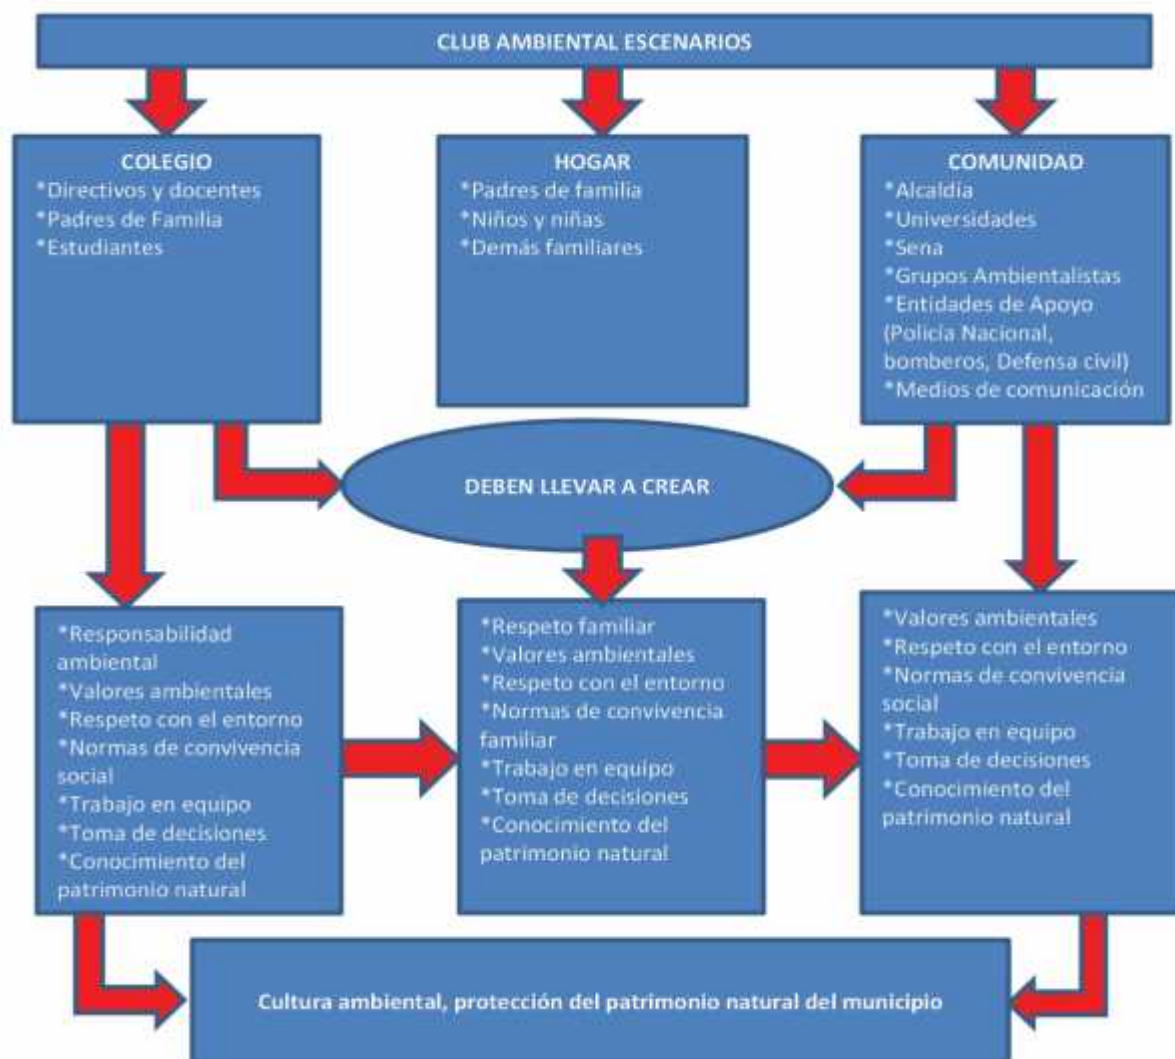 CLUB AMBIENTAL ESCENARIOS
COLEGIO
*Directivos y docentes
*Padres de Familia
*Estudiantes
HOGAR
*Padres de familia
*Niños y niñas
*Demás familiares
COMUNIDAD
*Alcaldía
*Universidades
*Sena
*Grupos Ambientalistas
*Entidades de Apoyo
(Policía Nacional,
bomberos, Defensa civil)
*Medios de comunicación
DEBEN LLEVAR A CREAR
*Responsabilidad
ambiental
*Valores ambientales
*Respeto con el entorno
*Normas de convivencia
social
*Trabajo en equipo
*Toma de decisiones
*Conocimiento del
patrimonio natural
*Respeto familiar
*Valores ambientales
*Respeto con el entorno
*Normas de convivencia
familiar
*Trabajo en equipo
*Toma de decisiones
*Conocimiento del
patrimonio natural
*Valores ambientales
*Respeto con el entorno
*Normas de convivencia
social
*Trabajo en equipo
*Toma de decisiones
*Conocimiento del
patrimonio natural
Cultura ambiental, protección del patrimonio natural del municipio